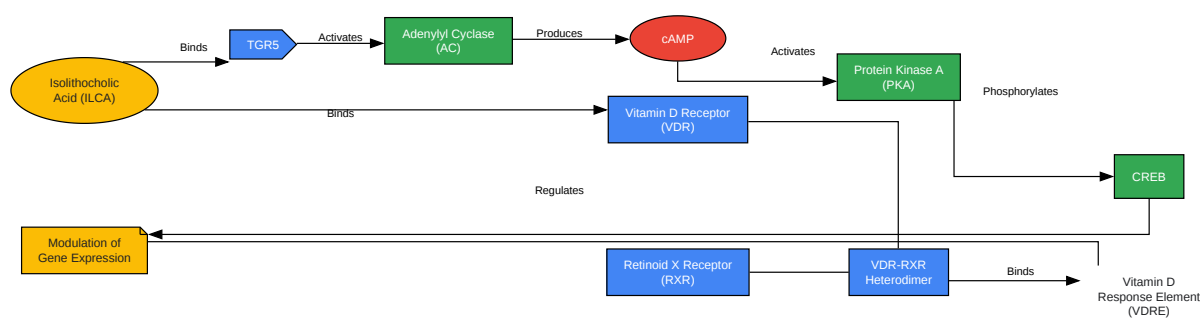 Binds
TGR5
Activates
Adenylyl Cyclase
(AC)
Produces
cAMP
Activates
Protein Kinase A
(PKA)
Phosphorylates
Isolithocholic
Acid (ILCA)
Binds
Vitamin D Receptor
(VDR)
CREB
Regulates
Modulation of
Gene Expression
Retinoid X Receptor
(RXR)
VDR-RXR
Heterodimer
Binds
Vitamin D
Response Element
(VDRE)